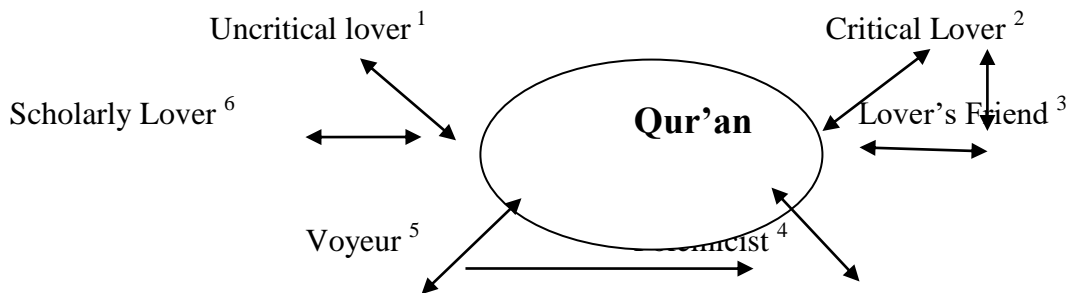 Uncritical lover 1 Critical Lover 2
Scholarly Lover 6 Qur’an Lover’s Friend 3
Voyeur 5 4